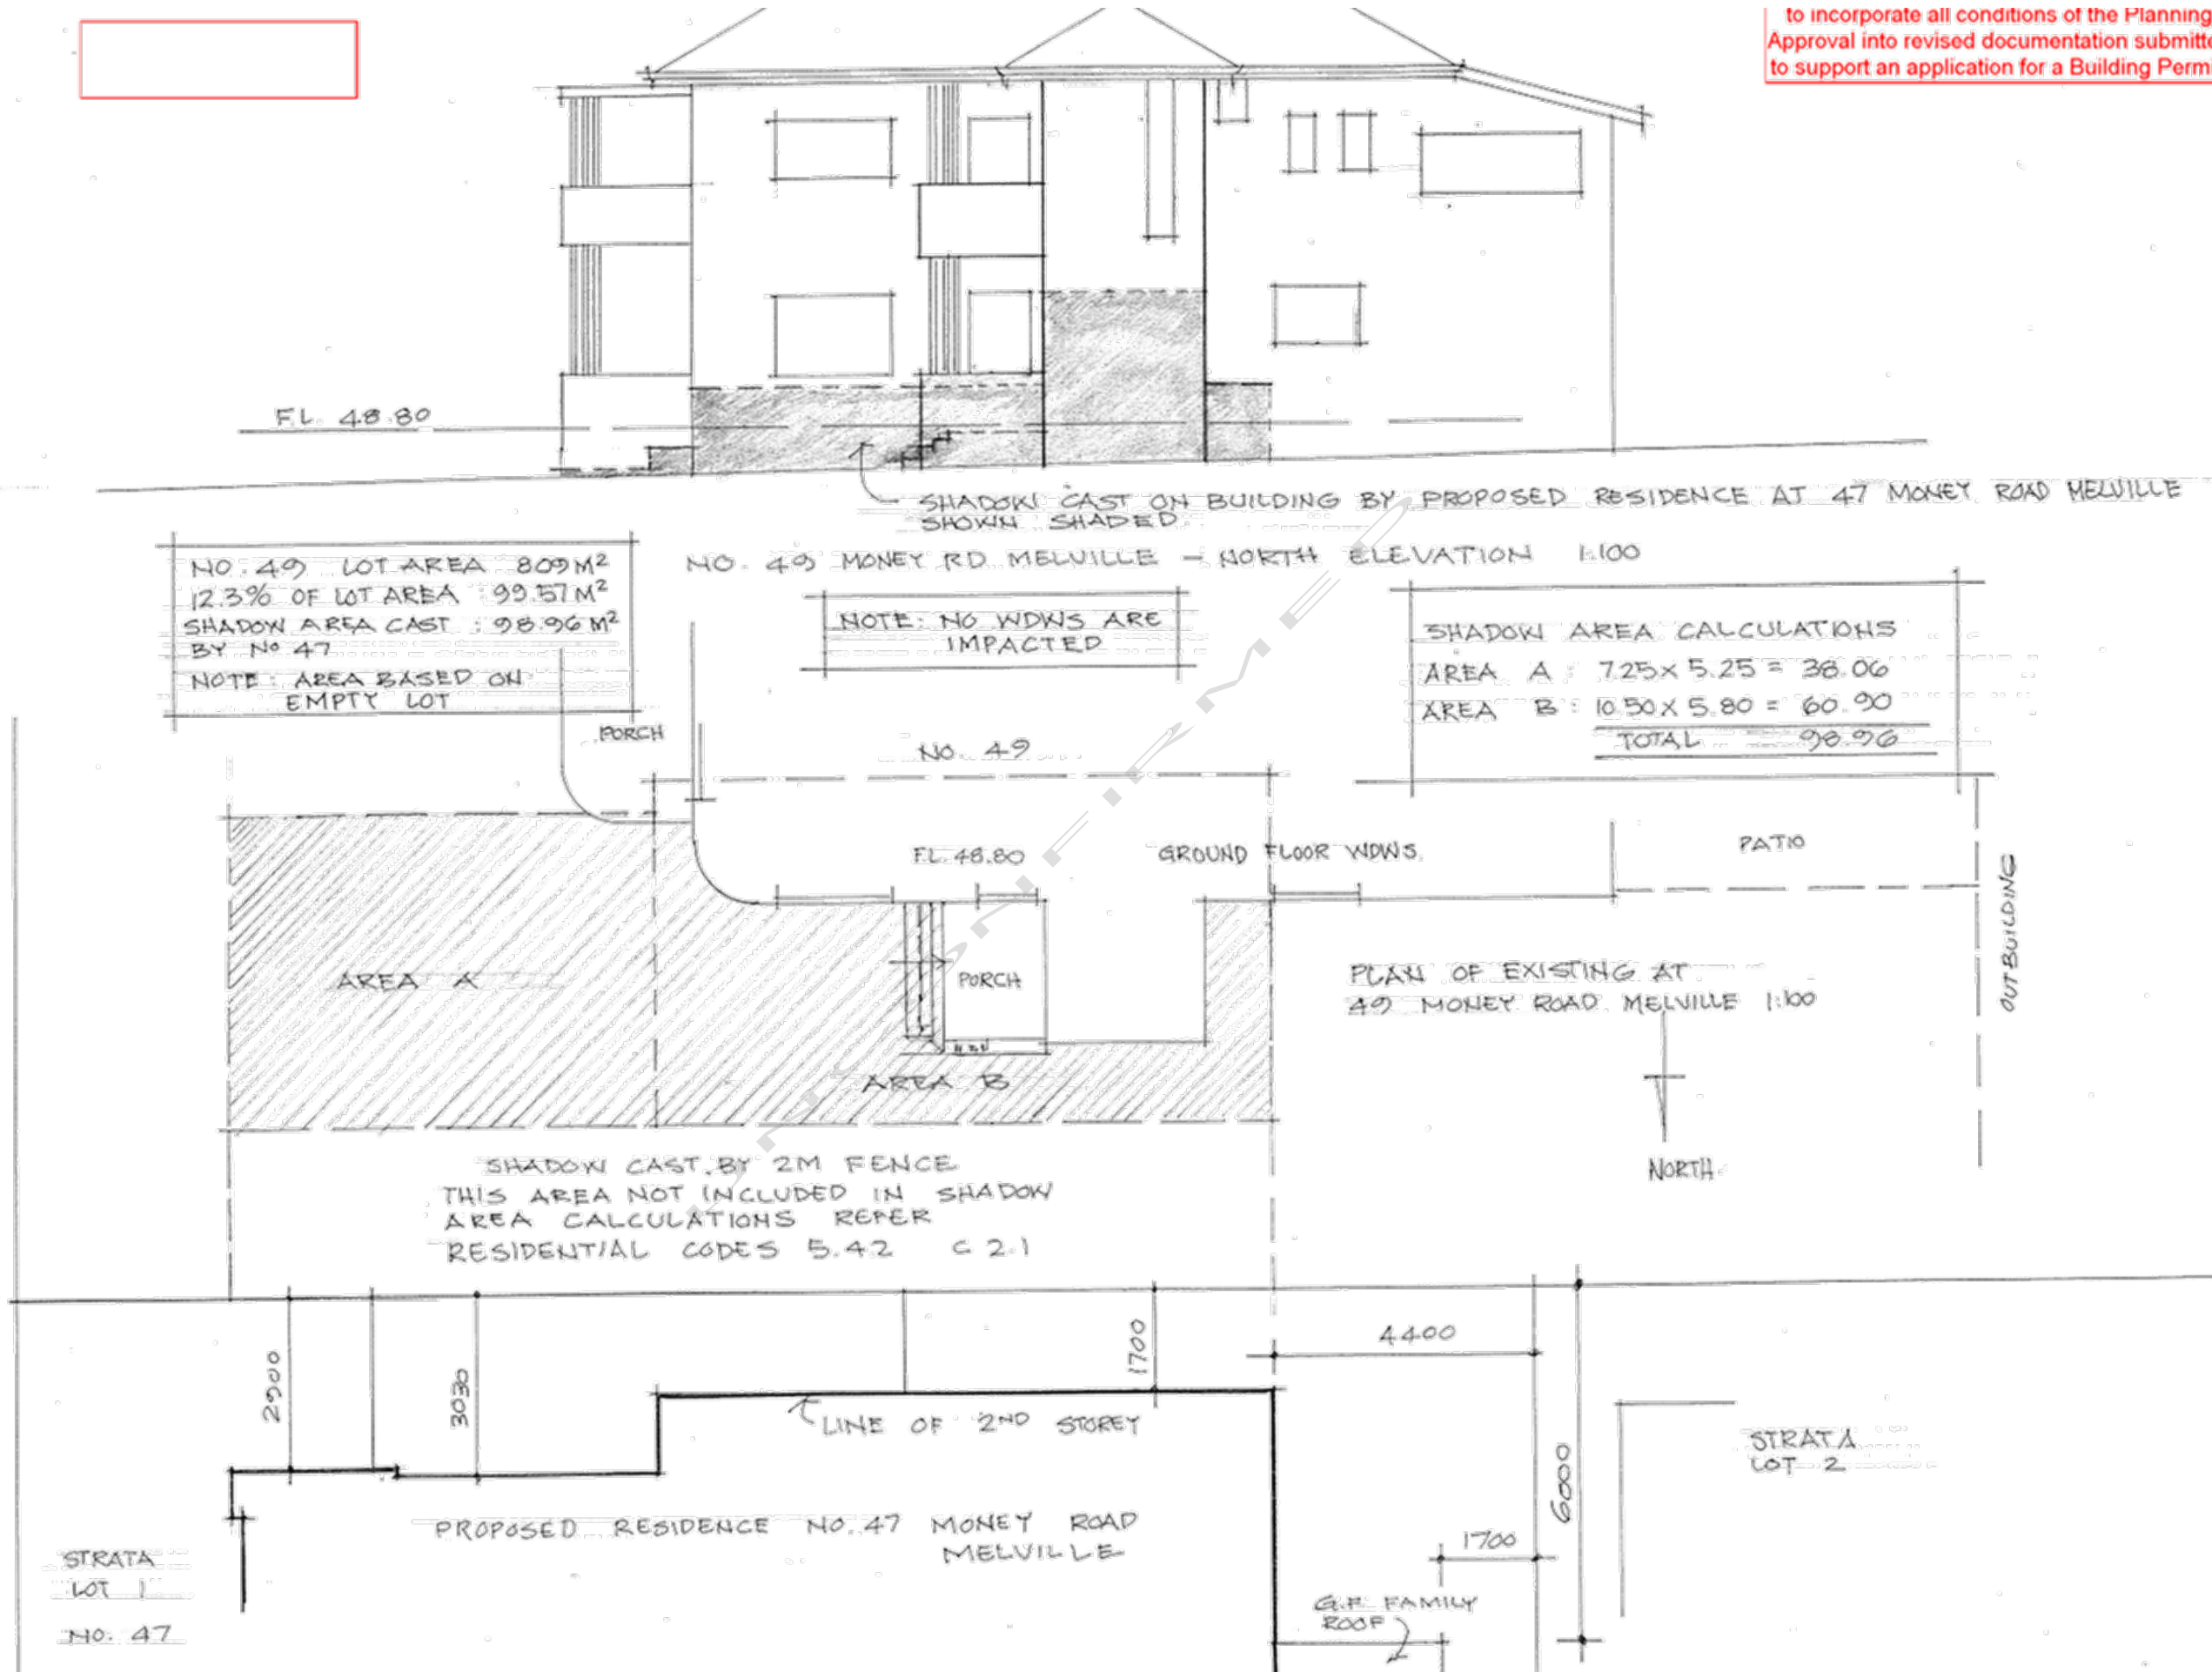 to incorporate all conditions of the Planning
Approval into revised documentation submitte
to support an application for a Building Permi
F.L. 48.80
SHADOW CAST ON BUILDING BY PROPOSED RESIDENCE AT 47 MONEY ROAD MELVILLE
SHOWN SHADED.
NO. 49 MONEY RD MELVILLE - NORTH ELEVATION 1:100
NO. 49 LOT AREA 809 M²
12.3% OF LOT AREA : 99.57 M²
SHADOW AREA CAST : 98.96 M²
BY NO 47
NOTE: AREA BASED ON
EMPTY LOT
NOTE: NO WDWS ARE
IMPACTED
SHADOW AREA CALCULATIONS
AREA A : 7.25 x 5.25 = 38.06
AREA B : 10.50 x 5.80 = 60.90
TOTAL = 98.96
PORCH
NO. 49
F.L. 48.80
GROUND FLOOR WDWS.
PATIO
OUTBUILDING
AREA A
PORCH
AREA B
PLAN OF EXISTING AT
49 MONEY ROAD MELVILLE 1:100
NORTH
SHADOW CAST BY 2M FENCE
THIS AREA NOT INCLUDED IN SHADOW
AREA CALCULATIONS REFER
RESIDENTIAL CODES 5.4.2 C 2.1
2900
3030
1700
4400
LINE OF 2ND STOREY
6000
STRATA
LOT 2
PROPOSED RESIDENCE NO. 47 MONEY ROAD
MELVILLE
1700
STRATA
LOT 1
NO. 47
G.F. FAMILY
ROOF